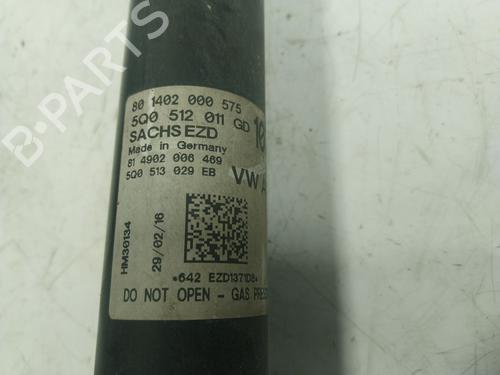 80 1402 000 575
5Q0 512 011 GD
SACHS EZD
Made in Germany
81 4902 006 469
5Q0 513 029 EB
VW
HM30134
29/02/16
*642 EZD1371D8*
DO NOT OPEN - GAS
B-PARTS